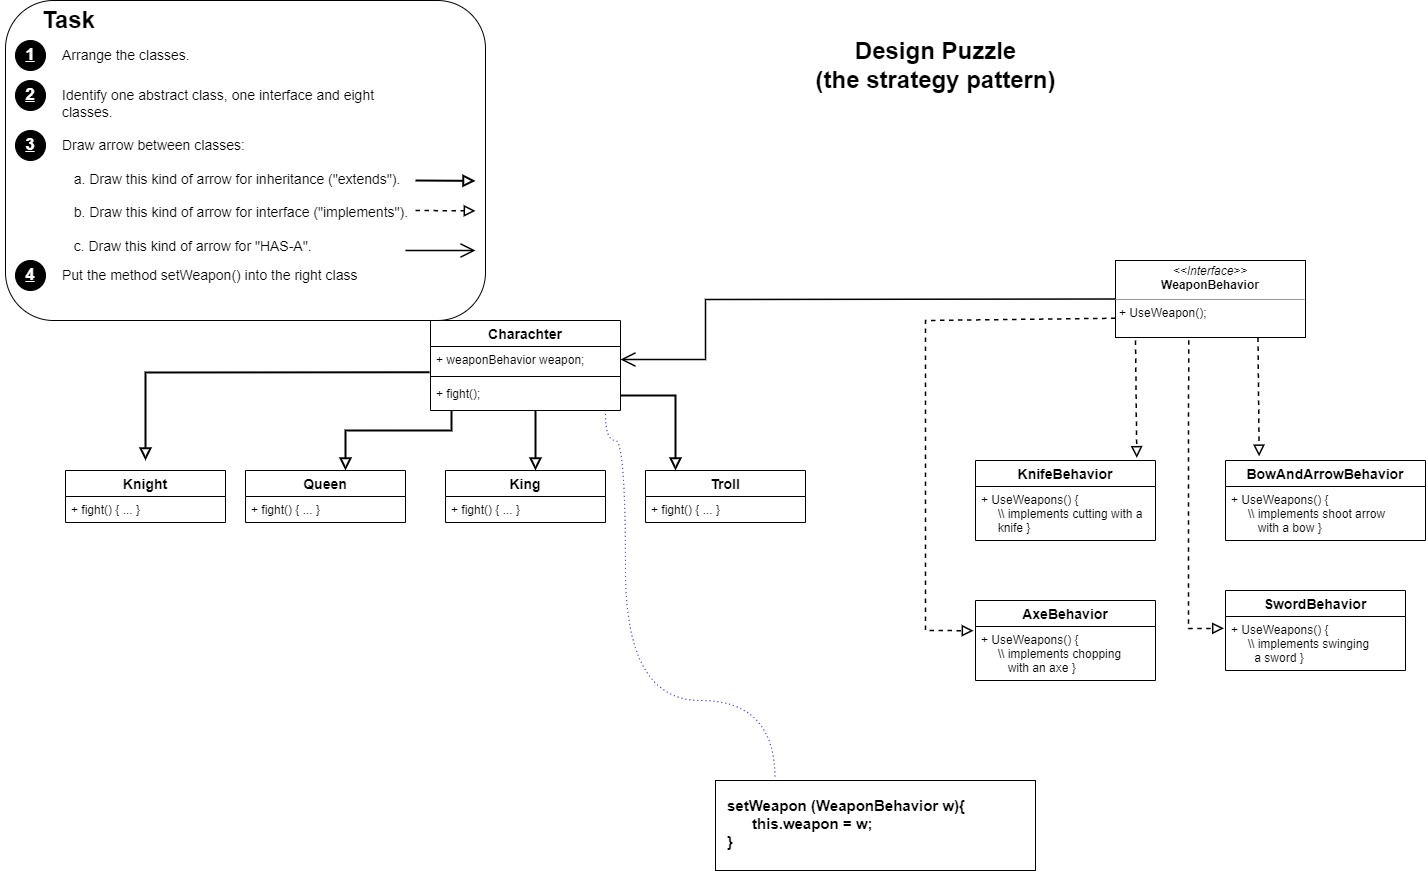 Task
1 Arrange the classes.
2 Identify one abstract class, one interface and eight
classes.
3 Draw arrow between classes:
a. Draw this kind of arrow for inheritance ("extends").
b. Draw this kind of arrow for interface ("implements").
c. Draw this kind of arrow for "HAS-A".
4 Put the method setWeapon() into the right class
Design Puzzle
(the strategy pattern)
<<Interface>>
WeaponBehavior
+ UseWeapon();
Charachter
+ weaponBehavior weapon;
+ fight();
Knight
+ fight() { ... }
Queen
+ fight() { ... }
King
+ fight() { ... }
Troll
+ fight() { ... }
KnifeBehavior
+ UseWeapons() {
\\ implements cutting with a
knife }
BowAndArrowBehavior
+ UseWeapons() {
\\ implements shoot arrow
with a bow }
AxeBehavior
+ UseWeapons() {
\\ implements chopping
with an axe }
SwordBehavior
+ UseWeapons() {
\\ implements swinging
a sword }
setWeapon (WeaponBehavior w){
this.weapon = w;
}